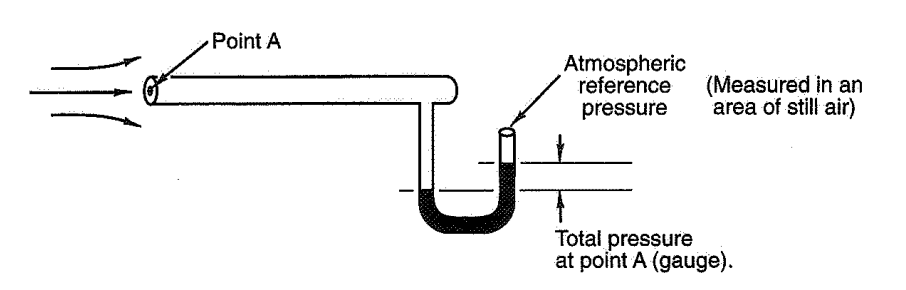 Point A
Atmospheric
reference
pressure
(Measured in an
area of still air)
Total pressure
at point A (gauge).